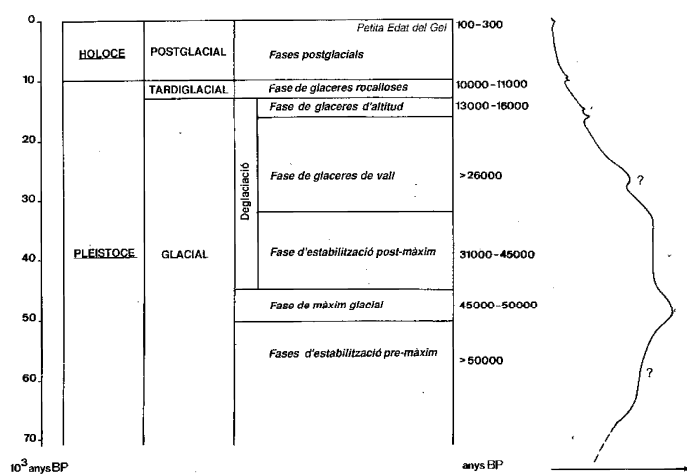 0
Petita Edat del Gel
100-300
HOLOCE
POSTGLACIAL
Fases postglacials
10
TARDIGLACIAL
Fase de glaceres rocalloses
10000-11000
Fase de glaceres d'altitud
13000-16000
20
Deglaciació
Fase de glaceres de vall
>26000
?
30
PLEISTOCE
GLACIAL
Fase d'estabilització post-màxim
31000-45000
40
Fase de màxim glacial
45000-50000
50
Fases d'estabilització pre-màxim
>50000
?
60
70
10³ anys BP
anys BP